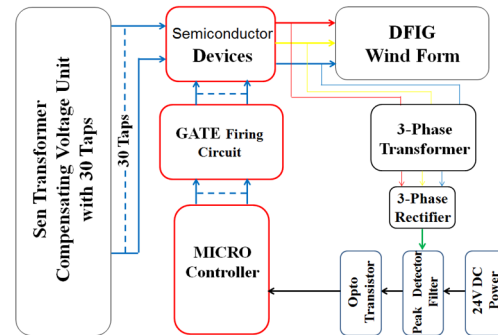 Sen Transformer
Compensating Voltage Unit
with 30 Taps
30 Taps
Semiconductor
Devices
DFIG
Wind Form
GATE Firing
Circuit
3-Phase
Transformer
3-Phase
Rectifier
MICRO
Controller
Opto
Transistor
Peak Detector
Filter
24V DC
Power